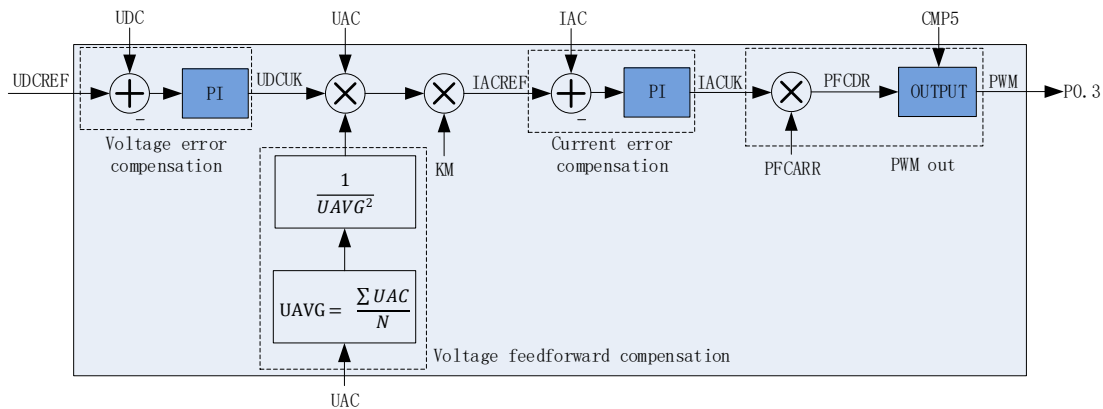 UDC
UAC
IAC
CMP5
UDCREF
PI
UDCUK
IACREF
PI
IACUK
PFCDR
OUTPUT
PWM
P0.3
−
−
Voltage error
compensation
KM
Current error
compensation
PFCARR
PWM out
1
UAVG²
UAVG = ∑ UAC
N
Voltage feedforward compensation
UAC